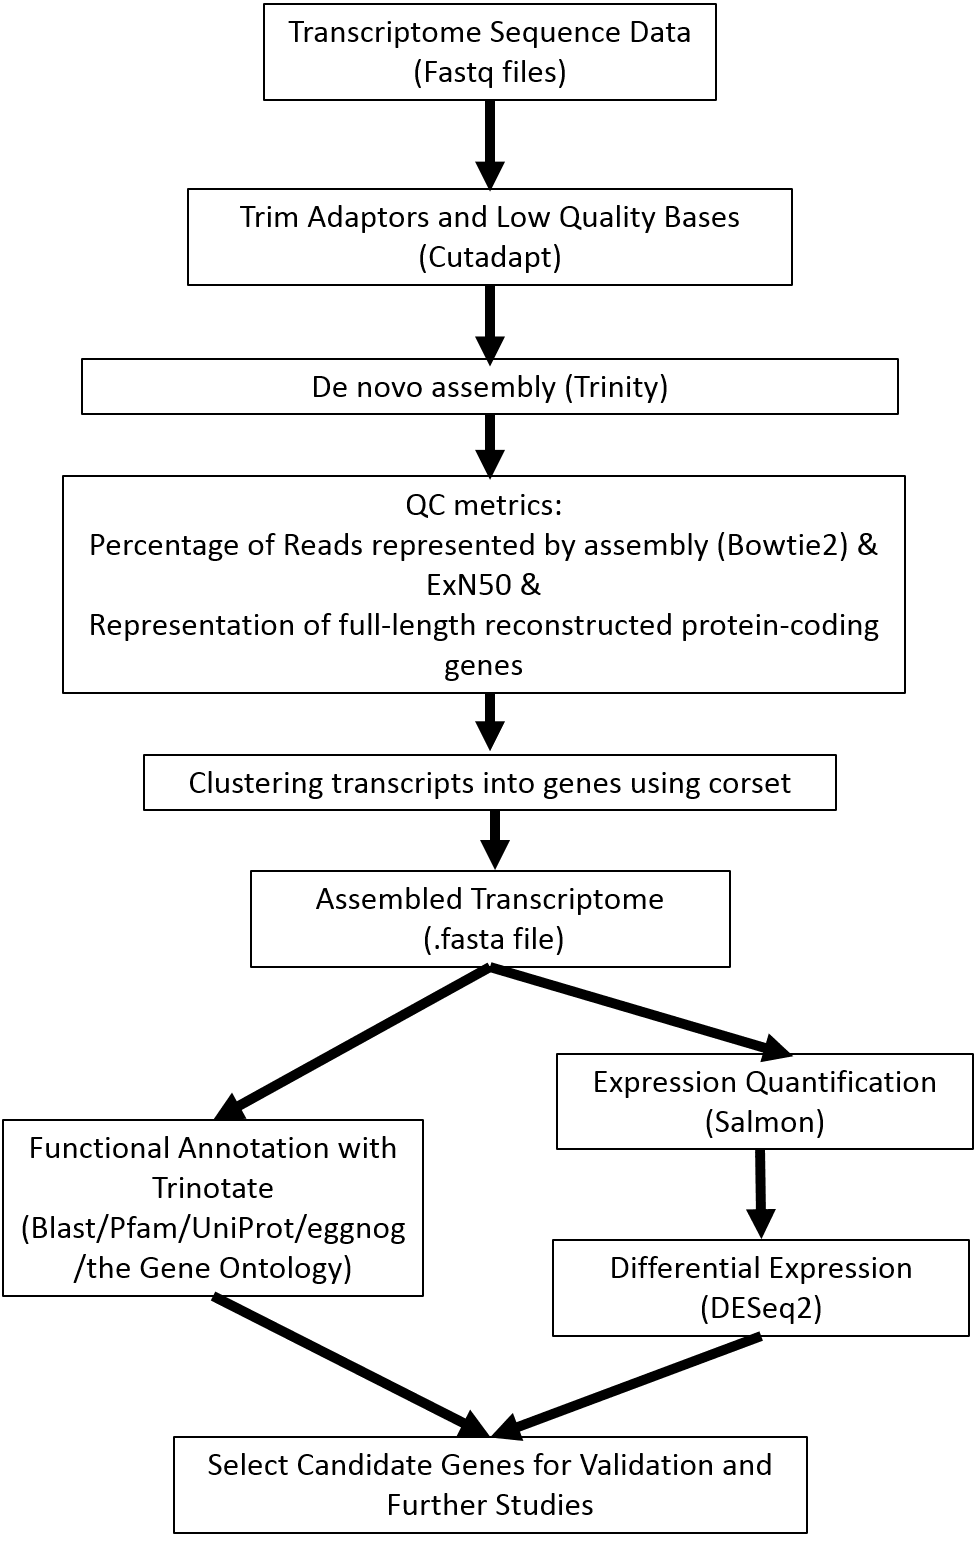 Transcriptome Sequence Data
(Fastq files)
Trim Adaptors and Low Quality Bases
(Cutadapt)
De novo assembly (Trinity)
QC metrics:
Percentage of Reads represented by assembly (Bowtie2) &
ExN50 &
Representation of full-length reconstructed protein-coding
genes
Clustering transcripts into genes using corset
Assembled Transcriptome
(.fasta file)
Functional Annotation with
Trinotate
(Blast/Pfam/UniProt/eggnog
/the Gene Ontology)
Expression Quantification
(Salmon)
Differential Expression
(DESeq2)
Select Candidate Genes for Validation and
Further Studies